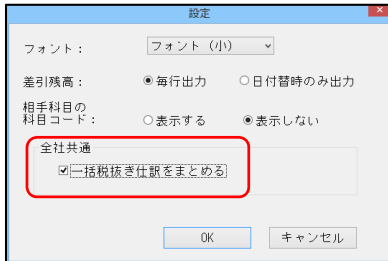 設定
フォント： フォント（小）
差引残高： 毎行出力 日付替時のみ出力
相手科目の
科目コード： 表示する 表示しない
全社共通
一括税抜き仕訳をまとめる
OK キャンセル